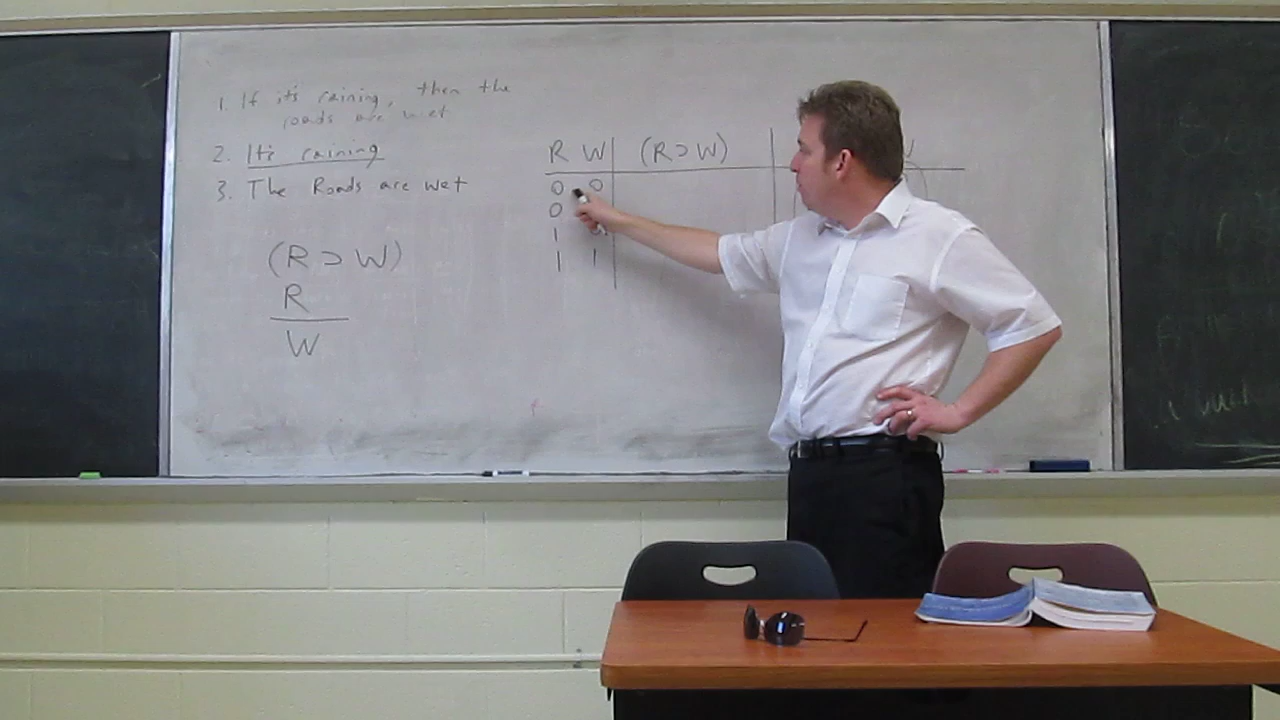 1. If it's raining, then the
roads are wet
2. It's raining
3. The Roads are wet
(R ⊃ W)
R
W
R W (R ⊃ W)
0 0
0
1 0
1 1